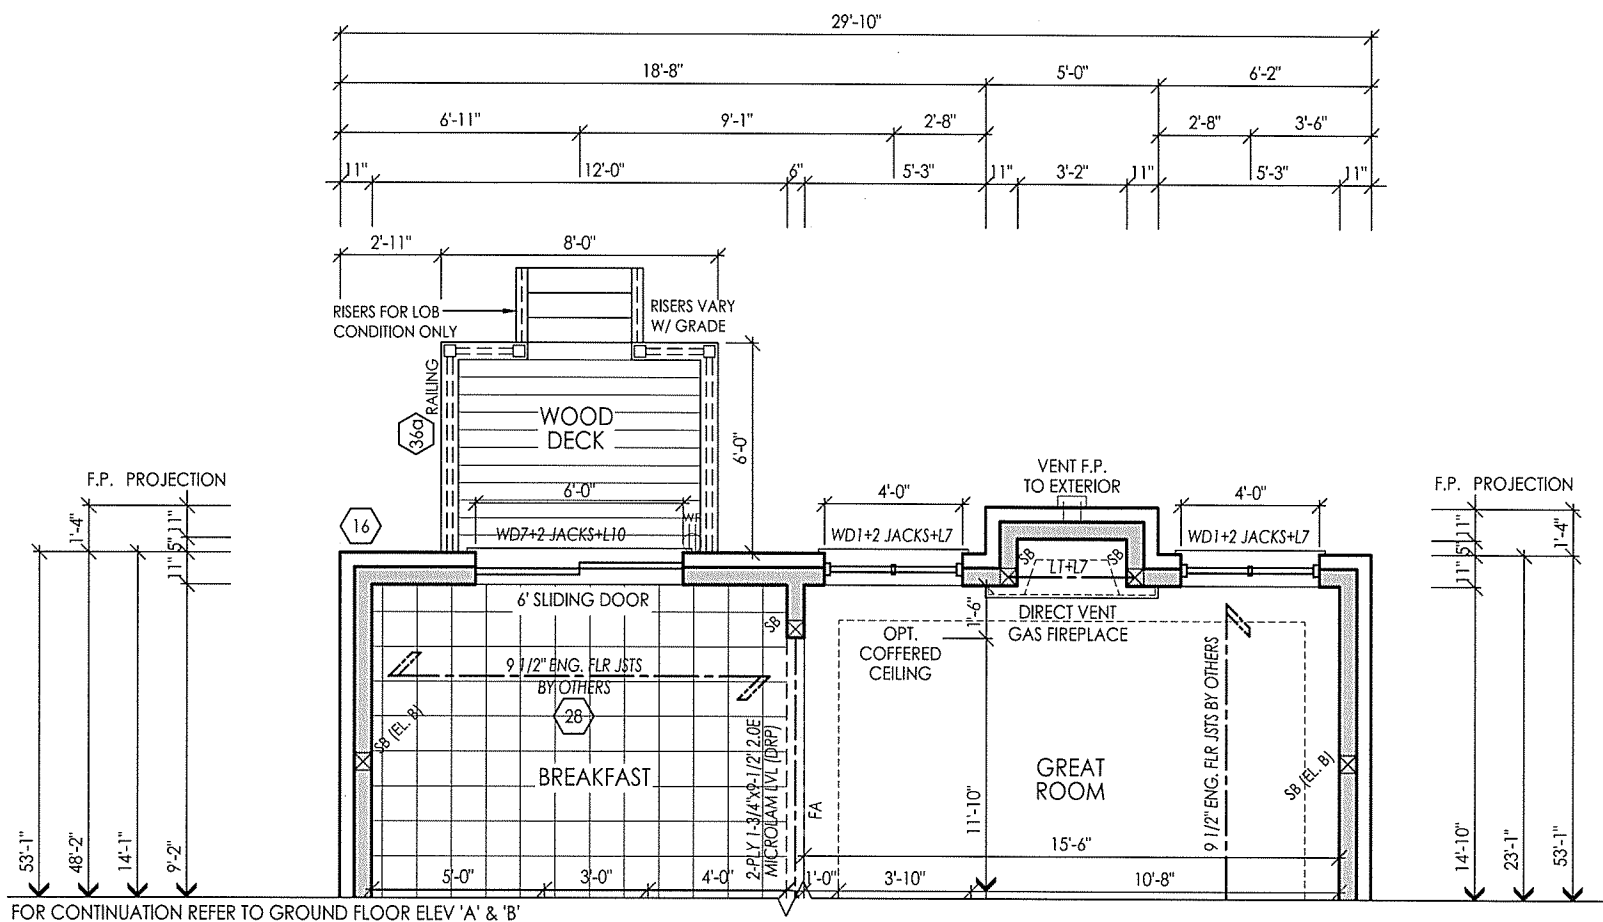 29'-10"
18'-8"
5'-0"
6'-2"
6'-11"
9'-1"
2'-8"
2'-8"
3'-6"
11"
12'-0"
6"
5'-3"
11"
3'-2"
11"
5'-3"
11"
2'-11"
8'-0"
RISERS FOR LOB
CONDITION ONLY
RISERS VARY
W/ GRADE
RAILING
36a
WOOD
DECK
6'-0"
6'-0"
F.P. PROJECTION
1'-4"
5" 11"
11"
16
WD7+2 JACKS+L10
4'-0"
WD1+2 JACKS+L7
VENT F.P.
TO EXTERIOR
4'-0"
WD1+2 JACKS+L7
F.P. PROJECTION
11"
5"
11"
1'-4"
SB
SB
LT+L7
6' SLIDING DOOR
SB
1'-6"
DIRECT VENT
GAS FIREPLACE
OPT.
COFFERED
CEILING
9 1/2" ENG. FLR JSTS
BY OTHERS
28
SB (EL. B)
BREAKFAST
2-PLY 1-3/4"x9-1/2' 2.0E
MICROLAM LVL (DRP)
FA
11'-10"
GREAT
ROOM
9 1/2" ENG. FLR JSTS BY OTHERS
SB (EL. B)
15'-6"
53'-1"
48'-2"
14'-1"
9'-2"
5'-0"
3'-0"
4'-0"
1'-0"
3'-10"
10'-8"
14'-10"
23'-1"
53'-1"
FOR CONTINUATION REFER TO GROUND FLOOR ELEV 'A' & 'B'